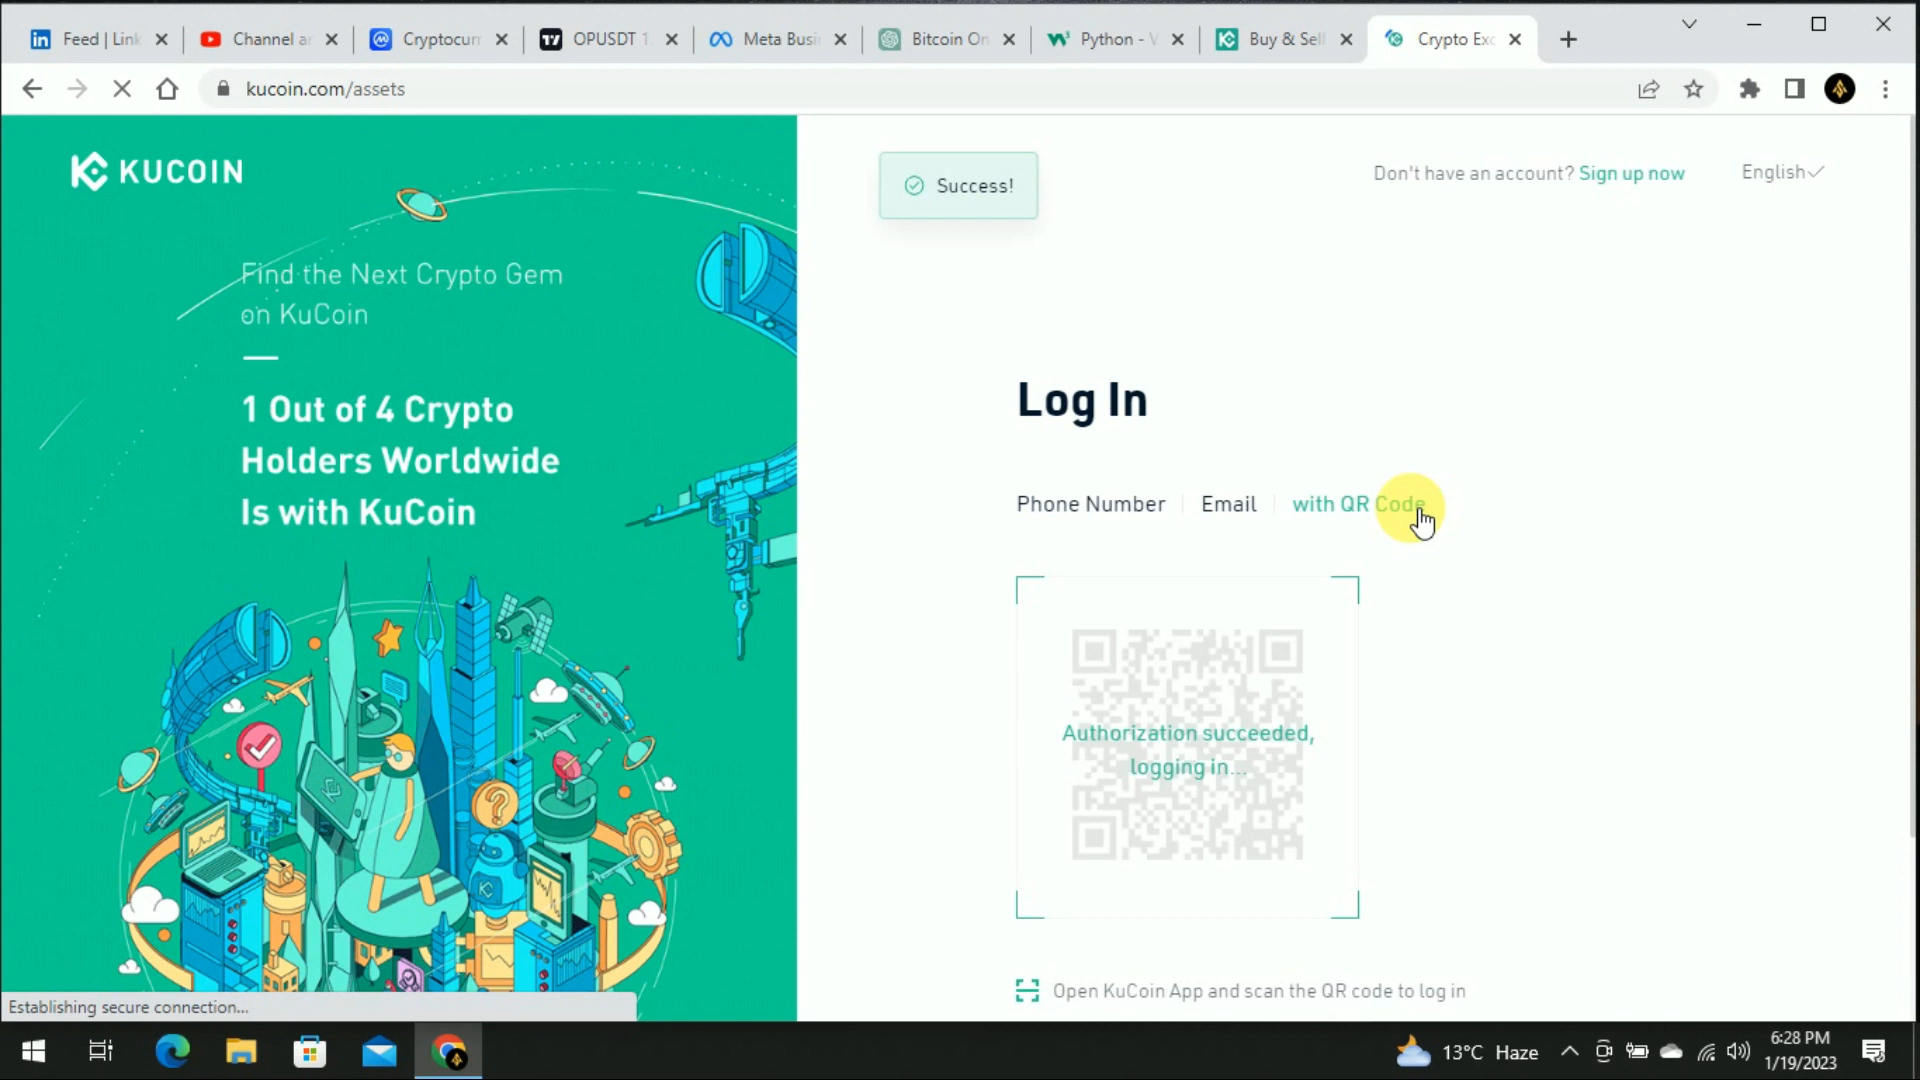 Feed | Link
Channel a
Cryptocurr
OPUSDT 1
Meta Busi
Bitcoin On
Python - V
Buy & Sell
Crypto Exc
kucoin.com/assets
KUCOIN
Success!
Don't have an account? Sign up now
English
Find the Next Crypto Gem
on KuCoin
1 Out of 4 Crypto
Holders Worldwide
Is with KuCoin
Log In
Phone Number
Email
with QR Code
Authorization succeeded,
logging in...
Open KuCoin App and scan the QR code to log in
Establishing secure connection...
13°C Haze
6:28 PM
1/19/2023